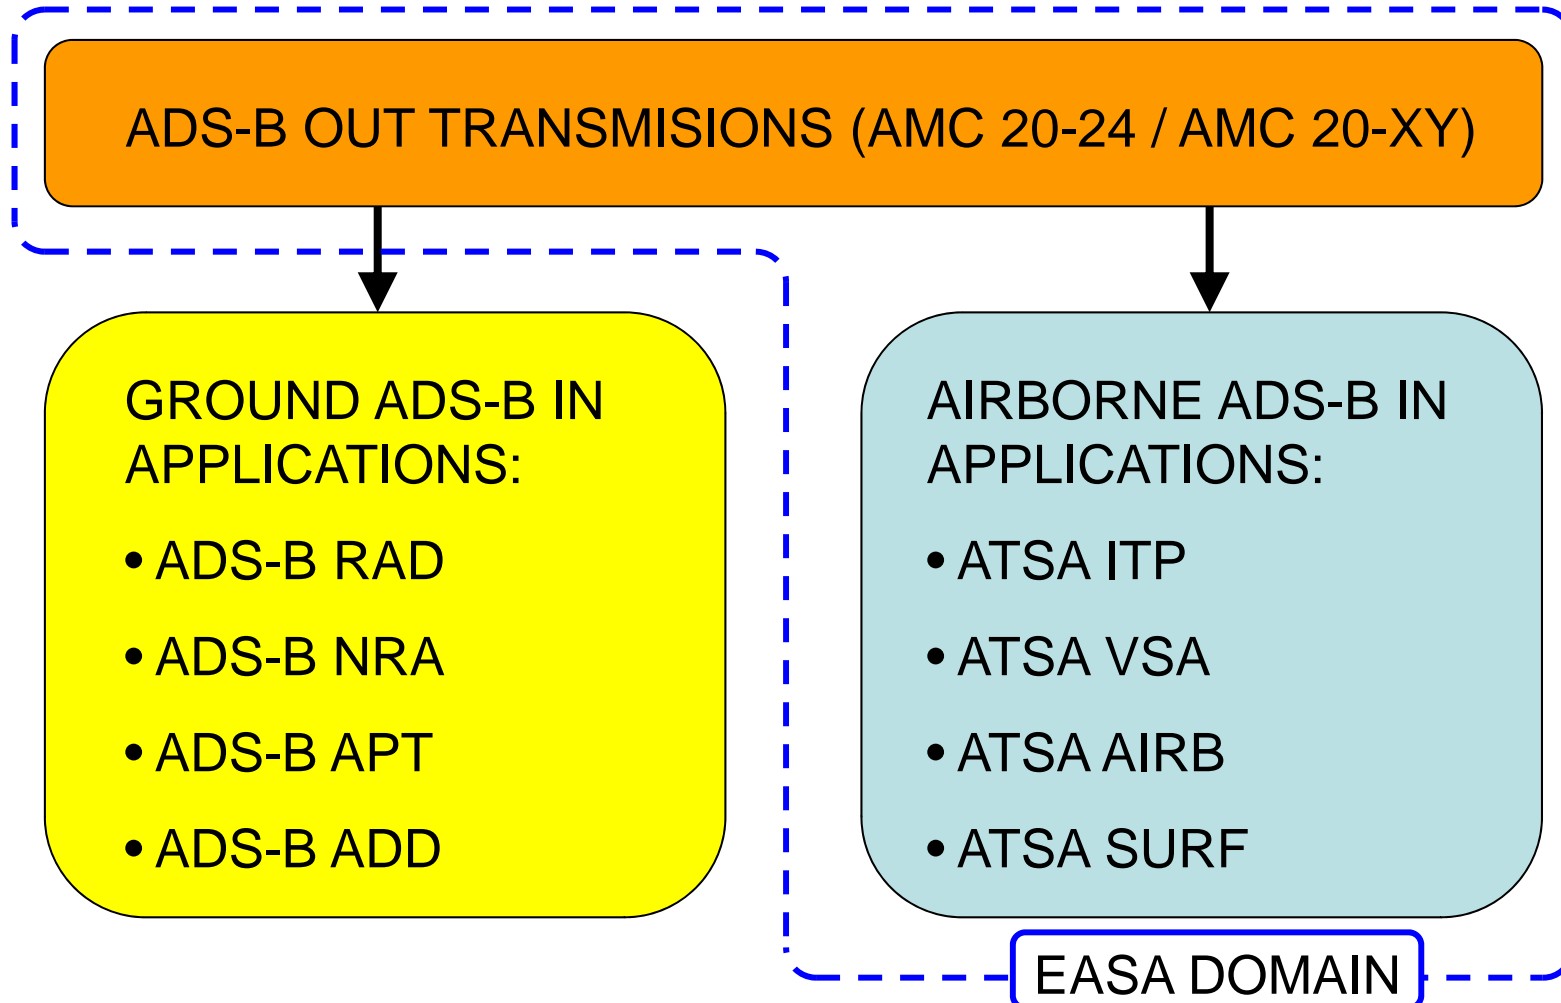 ADS-B OUT TRANSMISIONS (AMC 20-24 / AMC 20-XY)
GROUND ADS-B IN
APPLICATIONS:
• ADS-B RAD
• ADS-B NRA
• ADS-B APT
• ADS-B ADD
AIRBORNE ADS-B IN
APPLICATIONS:
• ATSA ITP
• ATSA VSA
• ATSA AIRB
• ATSA SURF
EASA DOMAIN